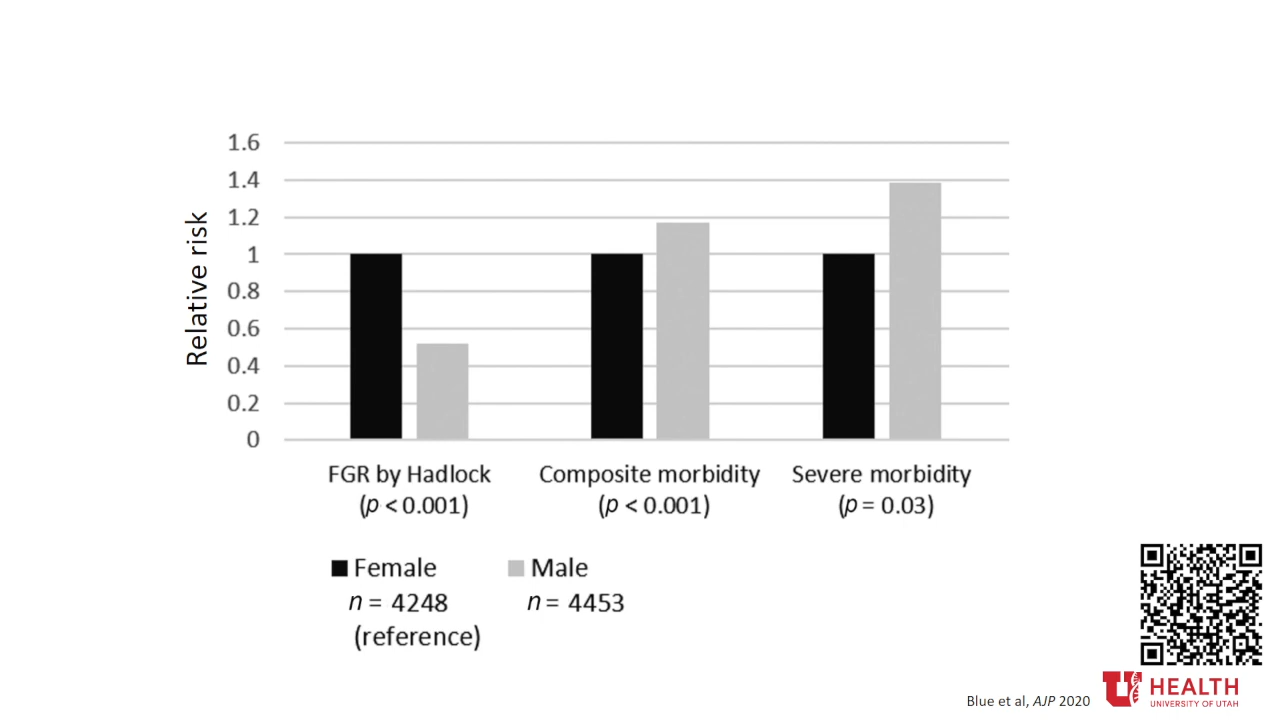 1.6
1.4
1.2
1
0.8
0.6
0.4
0.2
0
Relative risk
FGR by Hadlock
(p < 0.001)
Composite morbidity
(p < 0.001)
Severe morbidity
(p = 0.03)
Female
n = 4248
(reference)
Male
n = 4453
Blue et al, AJP 2020
U HEALTH
UNIVERSITY OF UTAH